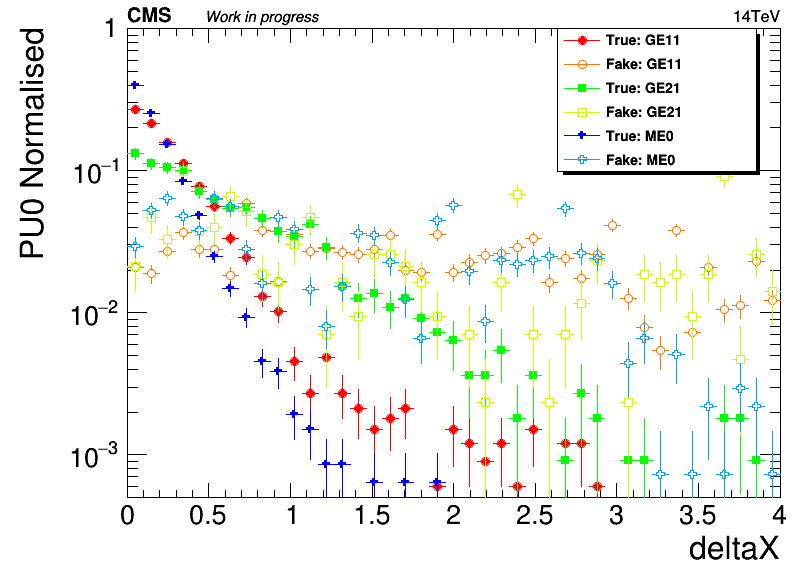 CMS Work in progress 14TeV
PU0 Normalised
1
10⁻¹
10⁻²
10⁻³
True: GE11
Fake: GE11
True: GE21
Fake: GE21
True: ME0
Fake: ME0
0 0.5 1 1.5 2 2.5 3 3.5 4
deltaX